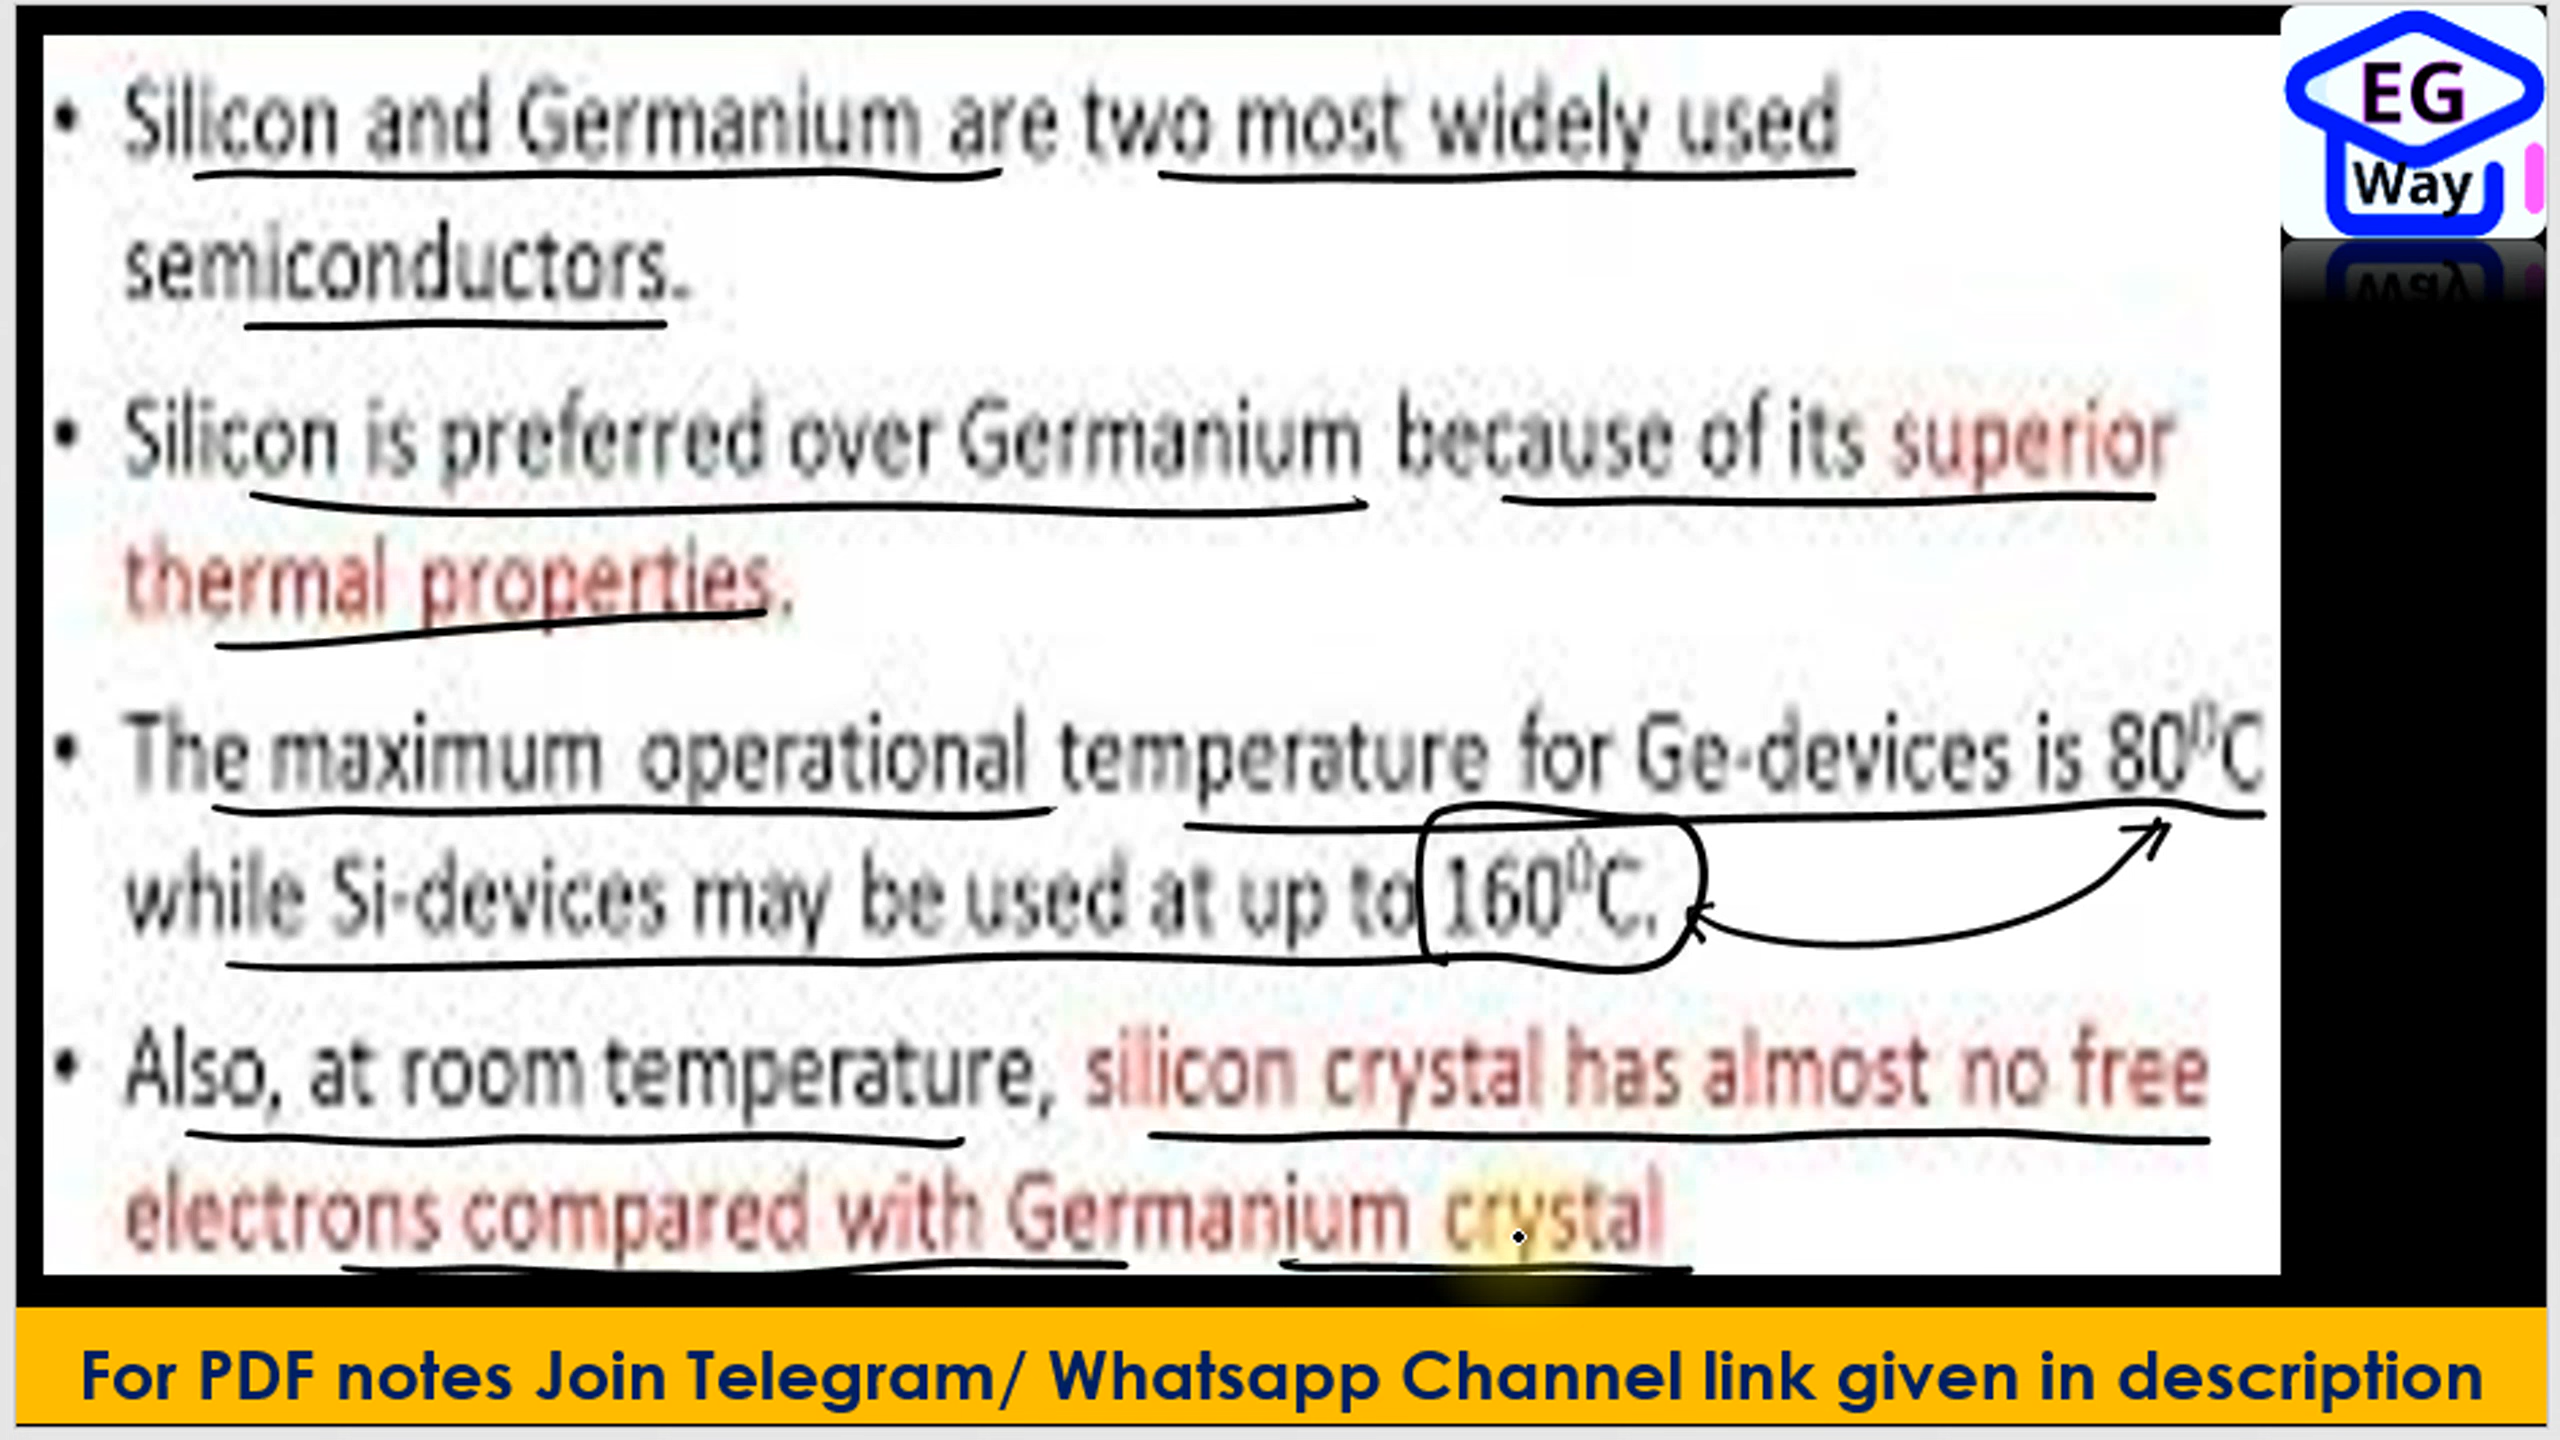 • Silicon and Germanium are two most widely used
semiconductors.
• Silicon is preferred over Germanium because of its superior
thermal properties.
• The maximum operational temperature for Ge-devices is 80⁰C
while Si-devices may be used at up to 160⁰C.
• Also, at room temperature, silicon crystal has almost no free
electrons compared with Germanium crystal
EG
Way
For PDF notes Join Telegram/ Whatsapp Channel link given in description